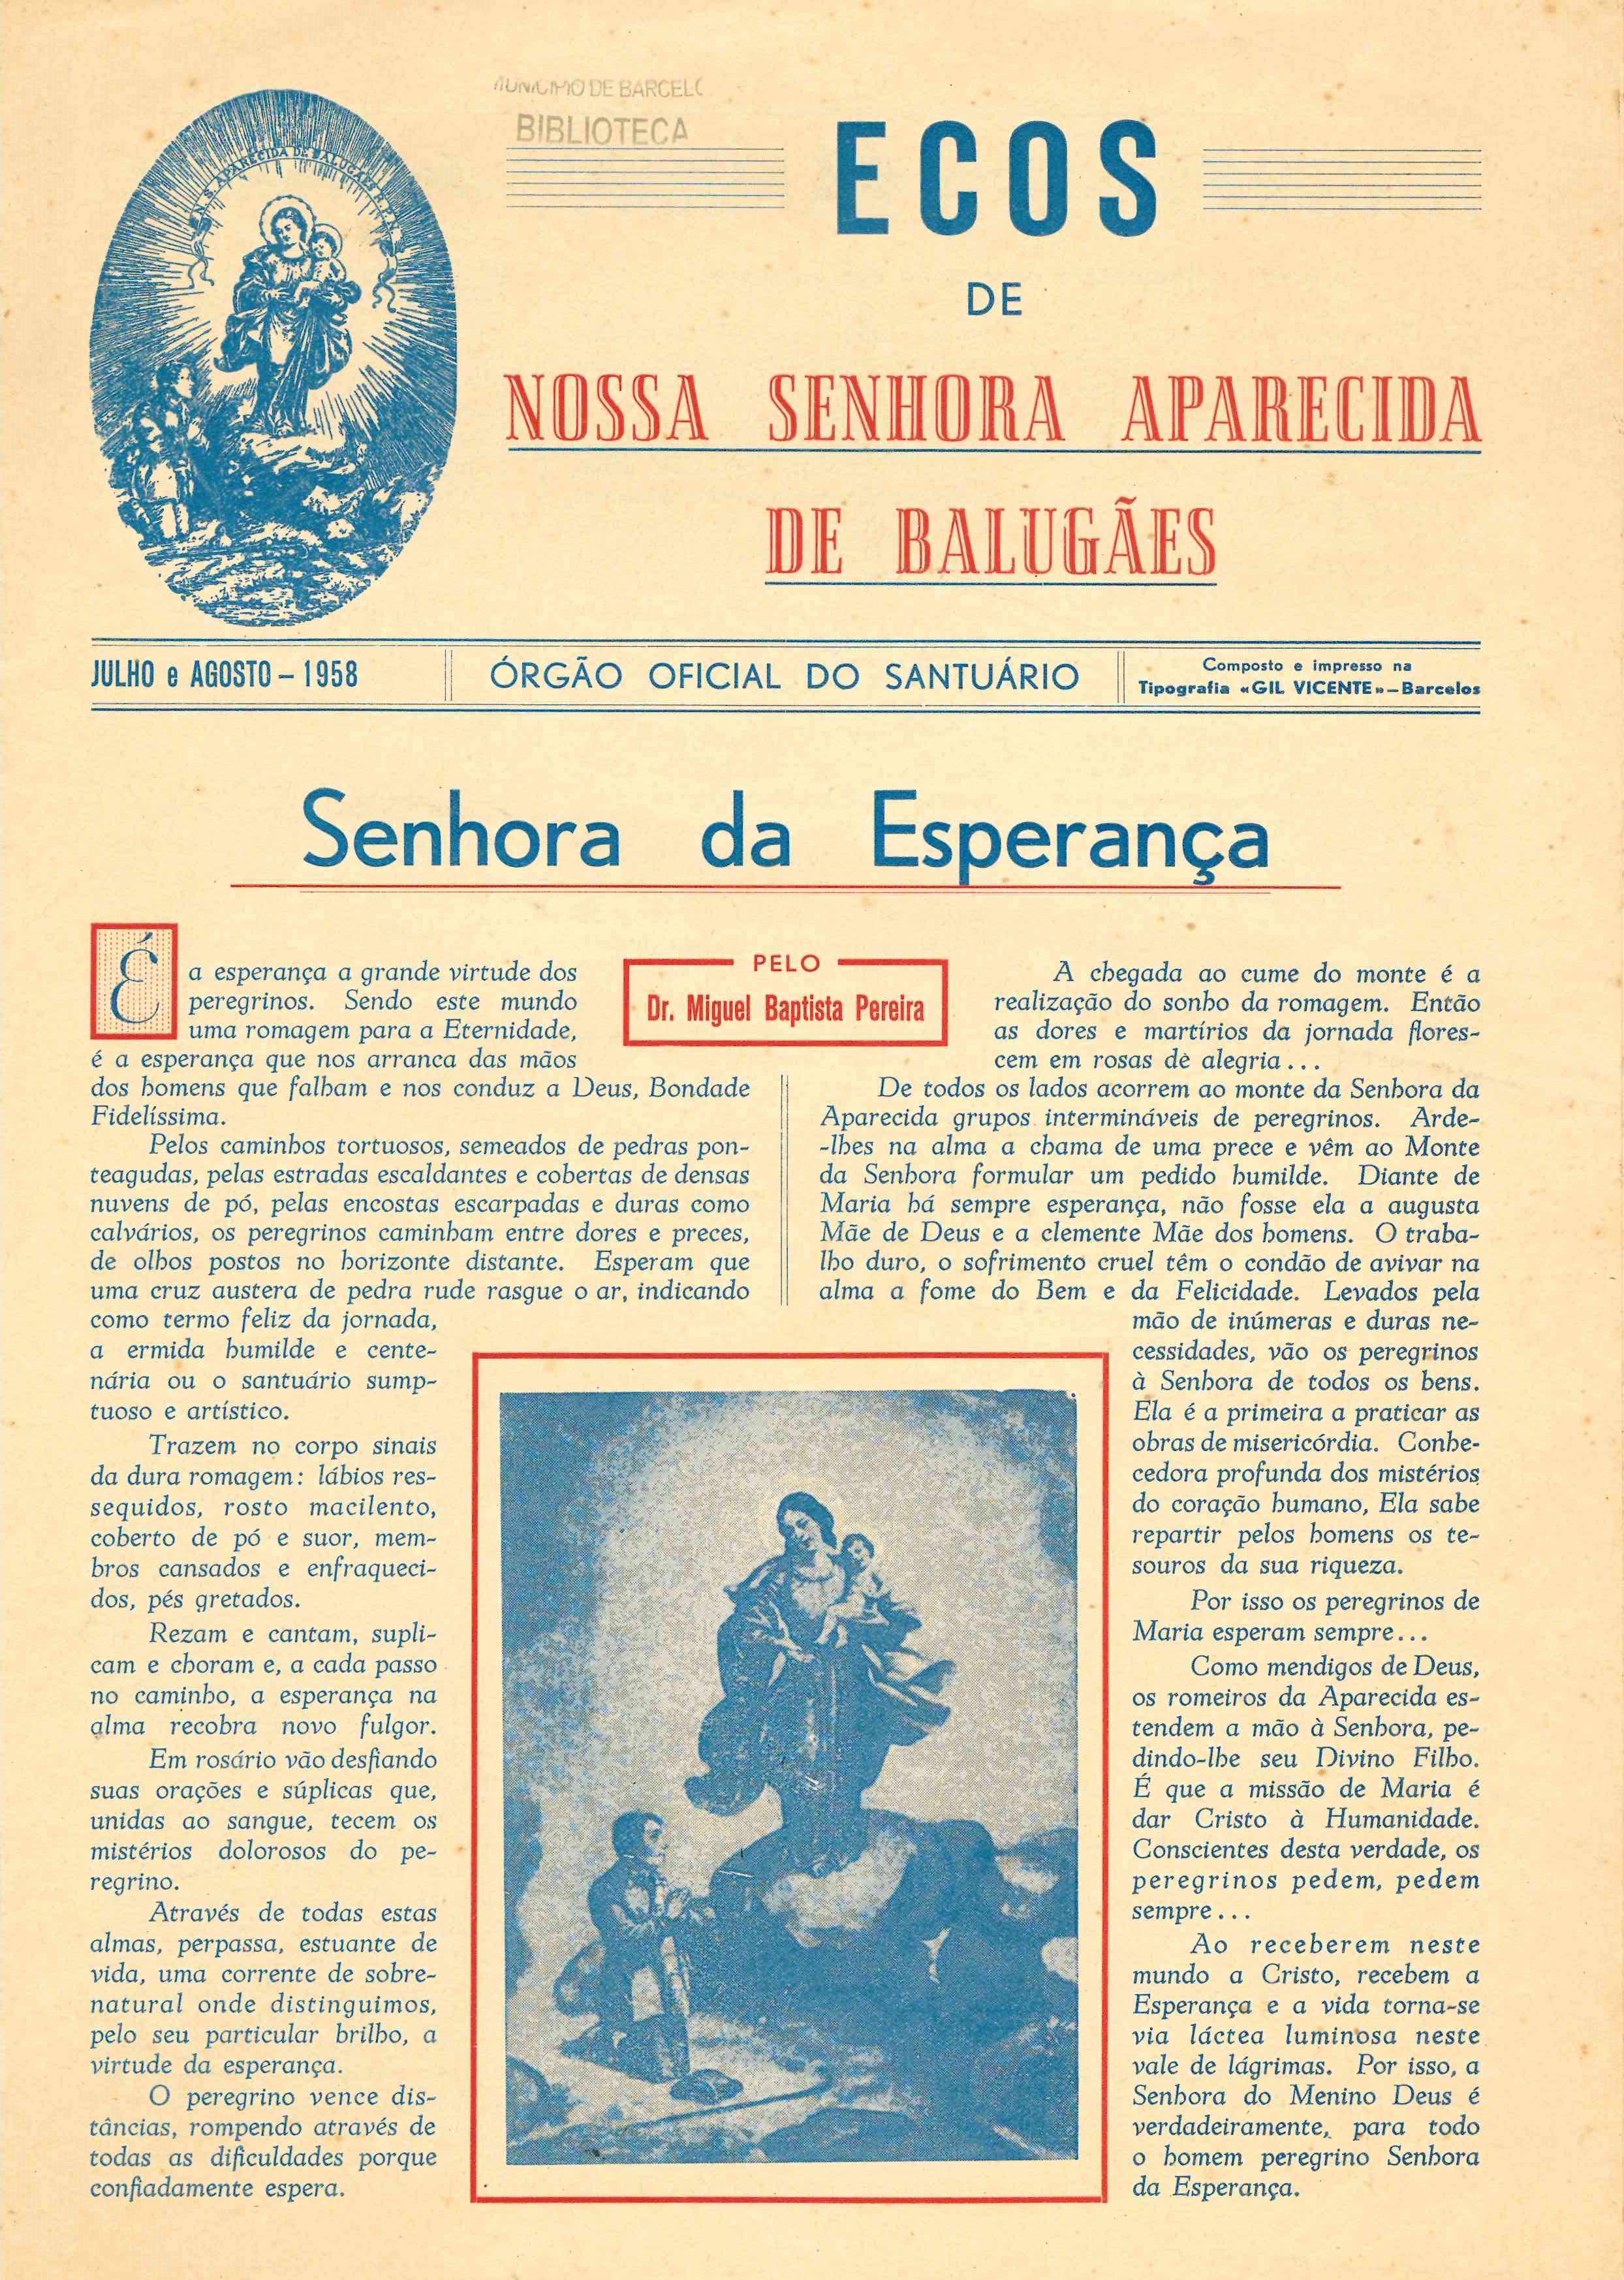 MUNICÍPIO DE BARCEL
BIBLIOTECA
N. S. APARECIDA DE BALUGÃES R.P.N.
ECOS
DE
NOSSA SENHORA APARECIDA
DE BALUGÃES
JULHO e AGOSTO – 1958
ÓRGÃO OFICIAL DO SANTUÁRIO
Composto e impresso na
Tipografia «GIL VICENTE» – Barcelos
Senhora da Esperança
PELO
Dr. Miguel Baptista Pereira
É a esperança a grande virtude dos
peregrinos. Sendo este mundo
uma romagem para a Eternidade,
é a esperança que nos arranca das mãos
dos homens que falham e nos conduz a Deus, Bondade
Fidelíssima.
Pelos caminhos tortuosos, semeados de pedras pon-
teagudas, pelas estradas escaldantes e cobertas de densas
nuvens de pó, pelas encostas escarpadas e duras como
calvários, os peregrinos caminham entre dores e preces,
de olhos postos no horizonte distante. Esperam que
uma cruz austera de pedra rude rasgue o ar, indicando
como termo feliz da jornada,
a ermida humilde e cente-
nária ou o santuário sump-
tuoso e artístico.
Trazem no corpo sinais
da dura romagem: lábios res-
sequidos, rosto macilento,
coberto de pó e suor, mem-
bros cansados e enfraqueci-
dos, pés gretados.
Rezam e cantam, supli-
cam e choram e, a cada passo
no caminho, a esperança na
alma recobra novo fulgor.
Em rosário vão desfiando
suas orações e súplicas que,
unidas ao sangue, tecem os
mistérios dolorosos do pe-
regrino.
Através de todas estas
almas, perpassa, estuante de
vida, uma corrente de sobre-
natural onde distinguimos,
pelo seu particular brilho, a
virtude da esperança.
O peregrino vence dis-
tâncias, rompendo através de
todas as dificuldades porque
confiadamente espera.
A chegada ao cume do monte é a
realização do sonho da romagem. Então
as dores e martírios da jornada flores-
cem em rosas de alegria...
De todos os lados acorrem ao monte da Senhora da
Aparecida grupos intermináveis de peregrinos. Arde-
-lhes na alma a chama de uma prece e vêm ao Monte
da Senhora formular um pedido humilde. Diante de
Maria há sempre esperança, não fosse ela a augusta
Mãe de Deus e a clemente Mãe dos homens. O traba-
lho duro, o sofrimento cruel têm o condão de avivar na
alma a fome do Bem e da Felicidade. Levados pela
mão de inúmeras e duras ne-
cessidades, vão os peregrinos
à Senhora de todos os bens.
Ela é a primeira a praticar as
obras de misericórdia. Conhe-
cedora profunda dos mistérios
do coração humano, Ela sabe
repartir pelos homens os te-
souros da sua riqueza.
Por isso os peregrinos de
Maria esperam sempre...
Como mendigos de Deus,
os romeiros da Aparecida es-
tendem a mão à Senhora, pe-
dindo-lhe seu Divino Filho.
É que a missão de Maria é
dar Cristo à Humanidade.
Conscientes desta verdade, os
peregrinos pedem, pedem
sempre...
Ao receberem neste
mundo a Cristo, recebem a
Esperança e a vida torna-se
via láctea luminosa neste
vale de lágrimas. Por isso, a
Senhora do Menino Deus é
verdadeiramente, para todo
o homem peregrino Senhora
da Esperança.